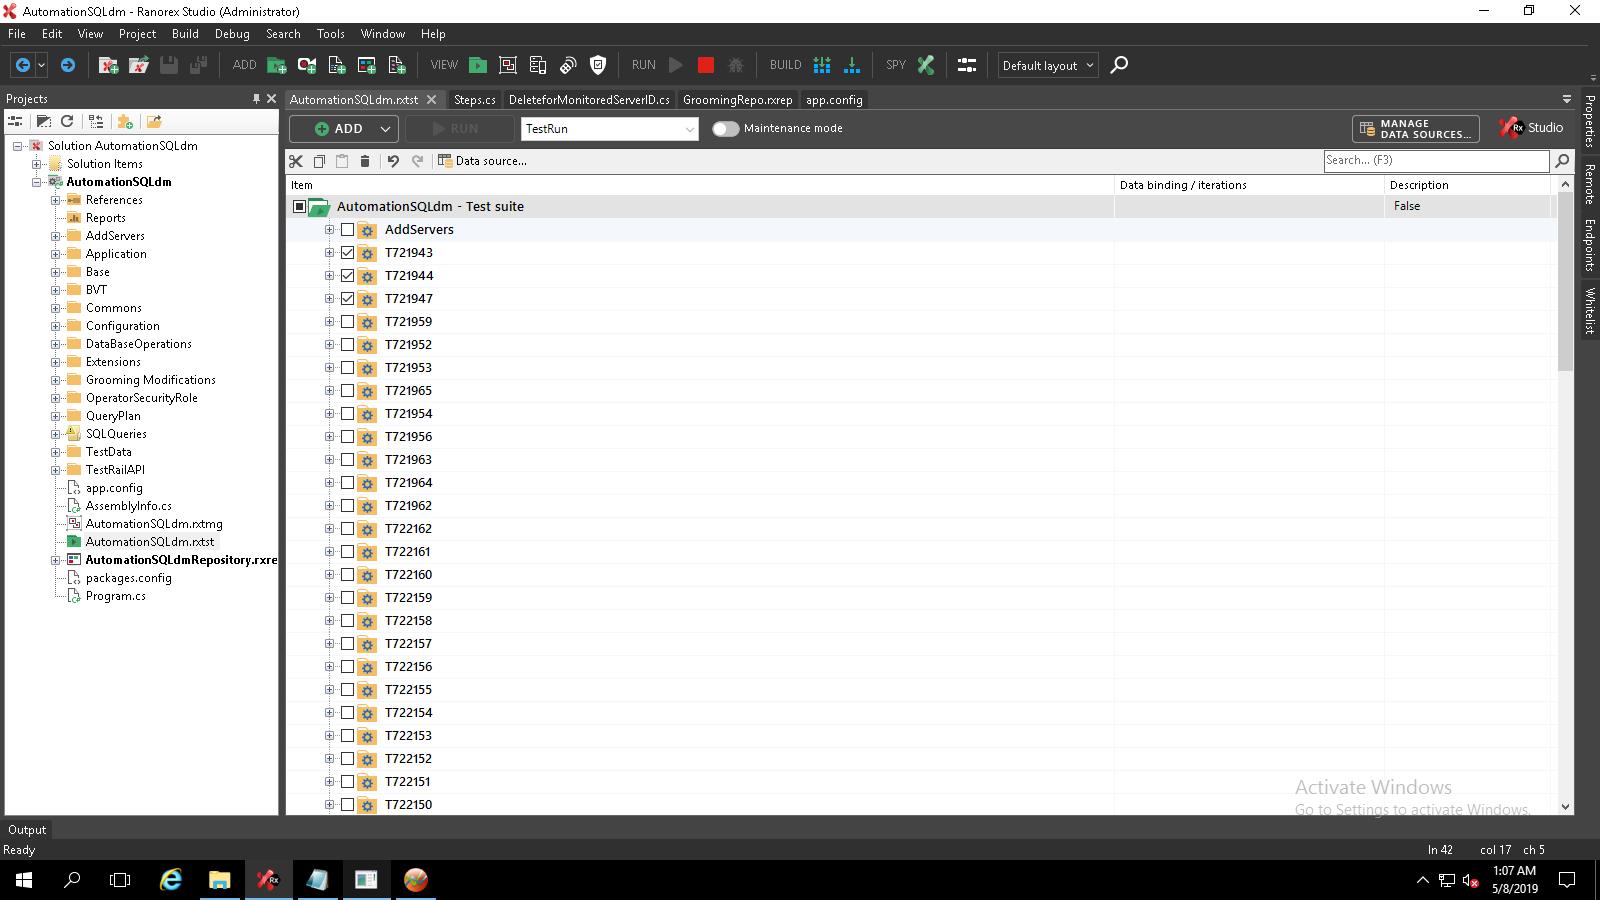 AutomationSQLdm - Ranorex Studio (Administrator)
File Edit View Project Build Debug Search Tools Window Help
ADD VIEW RUN BUILD SPY Default layout
Projects
AutomationSQLdm.rxtst Steps.cs DeleteforMonitoredServerID.cs GroomingRepo.rxrep app.config
ADD RUN TestRun Maintenance mode MANAGE DATA SOURCES... Rx Studio
Data source... Search... (F3)
Item Data binding / iterations Description
Solution AutomationSQLdm
Solution Items
AutomationSQLdm
References
Reports
AddServers
Application
Base
BVT
Commons
Configuration
DataBaseOperations
Extensions
Grooming Modifications
OperatorSecurityRole
QueryPlan
SQLQueries
TestData
TestRailAPI
app.config
AssemblyInfo.cs
AutomationSQLdm.rxtmg
AutomationSQLdm.rxtst
AutomationSQLdmRepository.rxre
packages.config
Program.cs
AutomationSQLdm - Test suite False
AddServers
T721943
T721944
T721947
T721959
T721952
T721953
T721965
T721954
T721956
T721963
T721964
T721962
T722162
T722161
T722160
T722159
T722158
T722157
T722156
T722155
T722154
T722153
T722152
T722151
T722150
Properties
Remote
Endpoints
Whitelist
Activate Windows
Go to Settings to activate Windows.
Output
Ready ln 42 col 17 ch 5
1:07 AM
5/8/2019